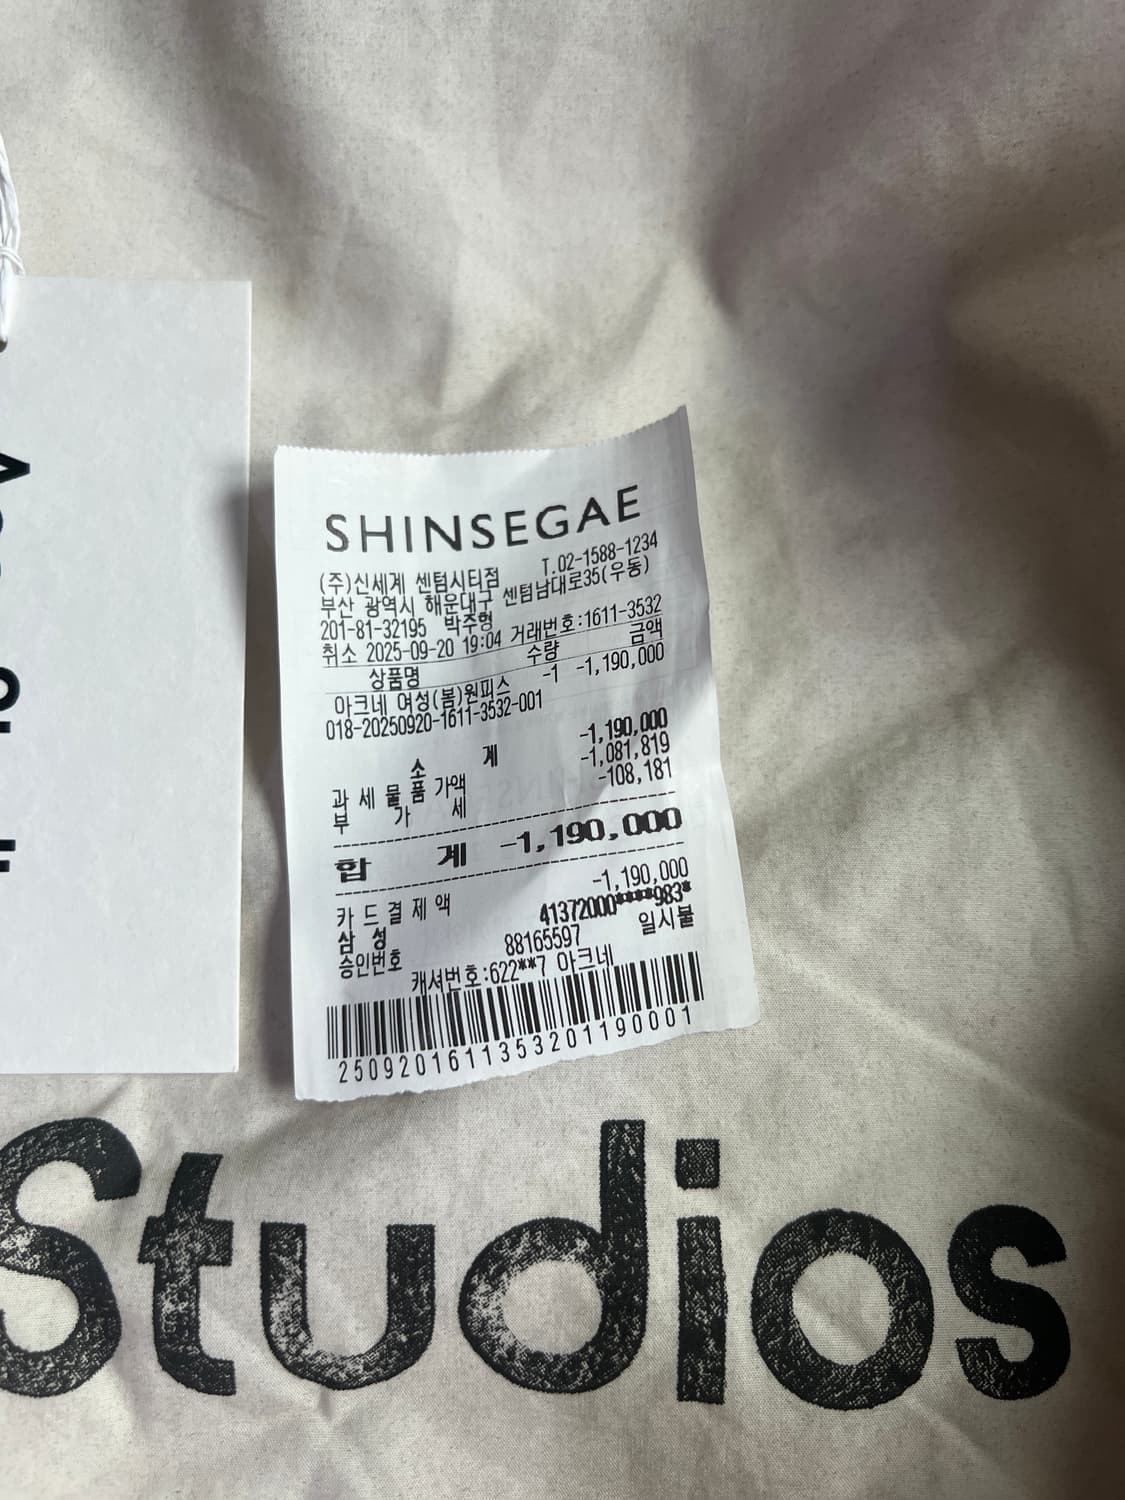 SHINSEGAE
(주)신세계 센텀시티점 T.02-1588-1234
부산 광역시 해운대구 센텀남대로35(우동)
201-81-32195 박주형
취소 2025-09-20 19:04 거래번호:1611-3532
상품명 수량 금액
아크네 여성(봄)원피스 -1 -1,190,000
018-20250920-1611-3532-001
소 계 -1,190,000
과 세 물 품 가액 -1,081,819
부 가 세 -108,181
합 계 -1,190,000
카 드 결 제 액 -1,190,000
삼 성 41372000****983*
승인번호 88165597 일시불
캐셔번호:622**7 아크네
2509201611353201190001
Studios